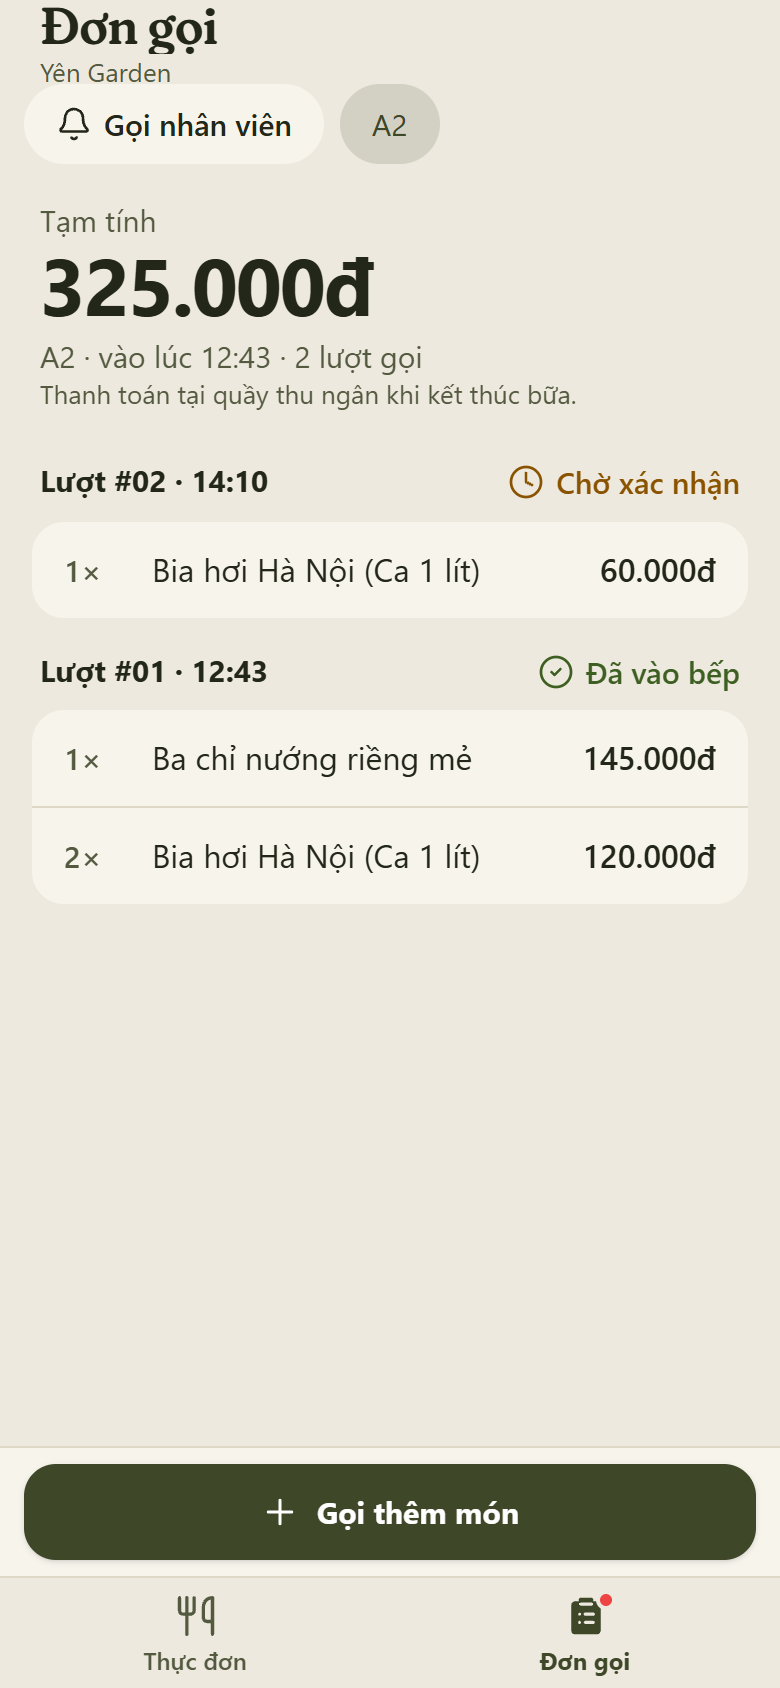 Đơn gọi
Yên Garden
Gọi nhân viên
A2
Tạm tính
325.000đ
A2 · vào lúc 12:43 · 2 lượt gọi
Thanh toán tại quầy thu ngân khi kết thúc bữa.
Lượt #02 · 14:10
Chờ xác nhận
1× Bia hơi Hà Nội (Ca 1 lít) 60.000đ
Lượt #01 · 12:43
Đã vào bếp
1× Ba chỉ nướng riềng mẻ 145.000đ
2× Bia hơi Hà Nội (Ca 1 lít) 120.000đ
Gọi thêm món
Thực đơn
Đơn gọi